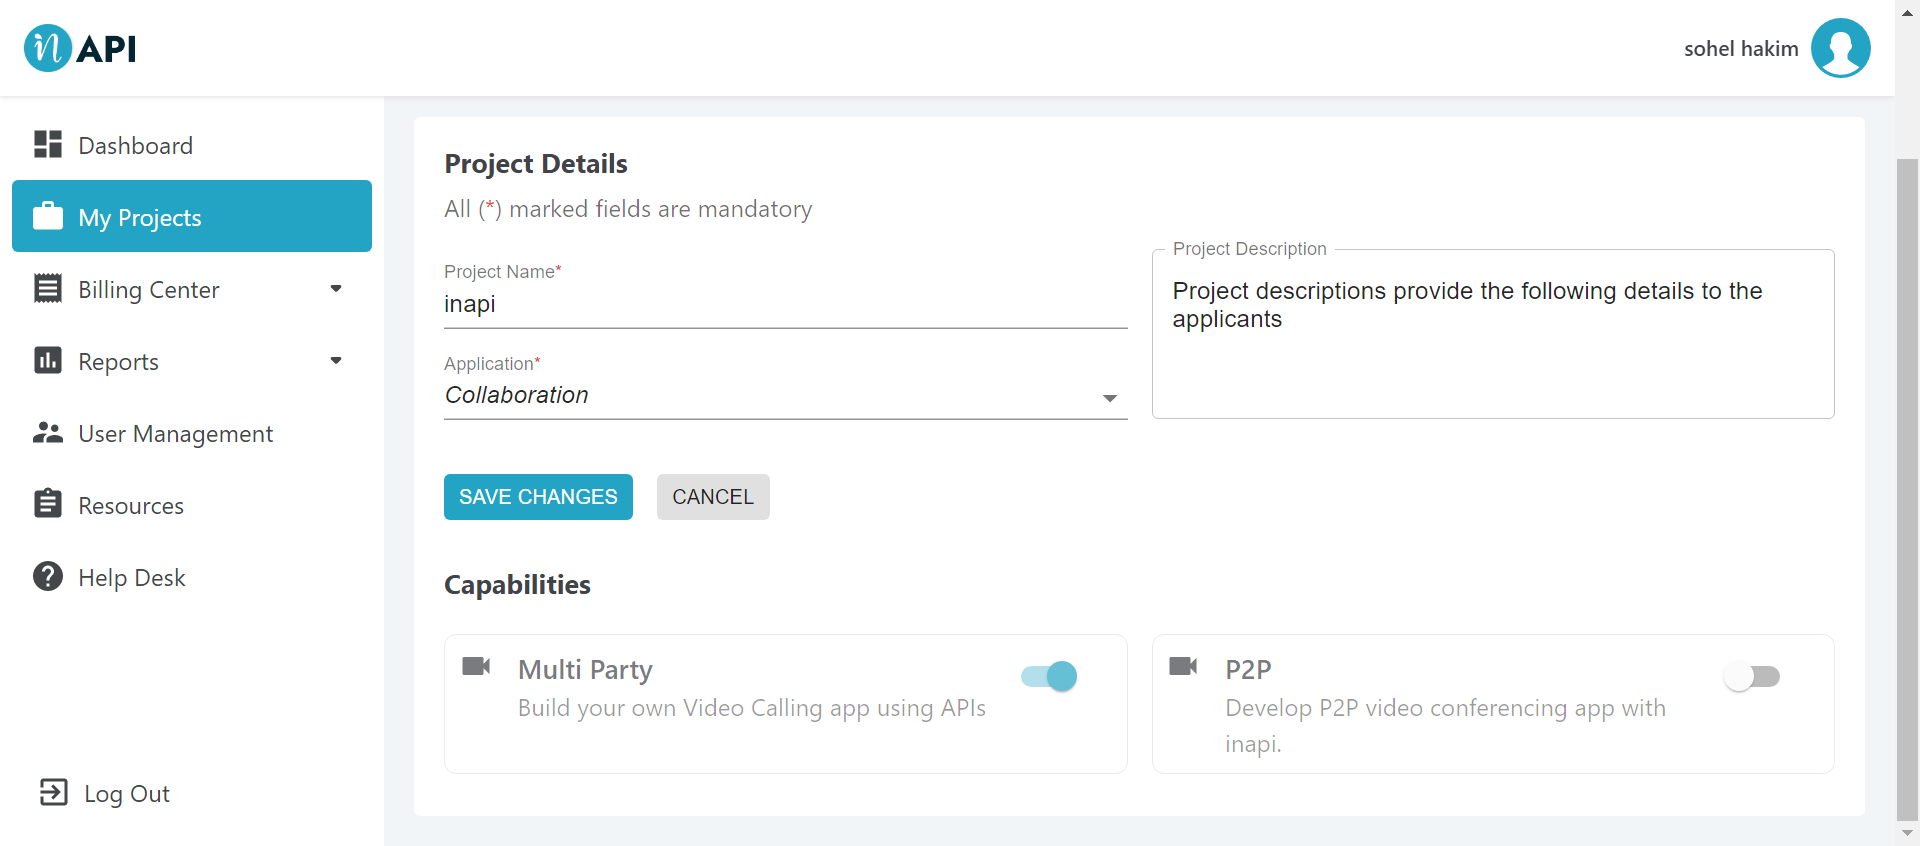 in API
sohel hakim
Dashboard
My Projects
Billing Center
Reports
User Management
Resources
Help Desk
Log Out
Project Details
All (*) marked fields are mandatory
Project Name*
inapi
Application*
Collaboration
Project Description
Project descriptions provide the following details to the
applicants
SAVE CHANGES
CANCEL
Capabilities
Multi Party
Build your own Video Calling app using APIs
P2P
Develop P2P video conferencing app with
inapi.